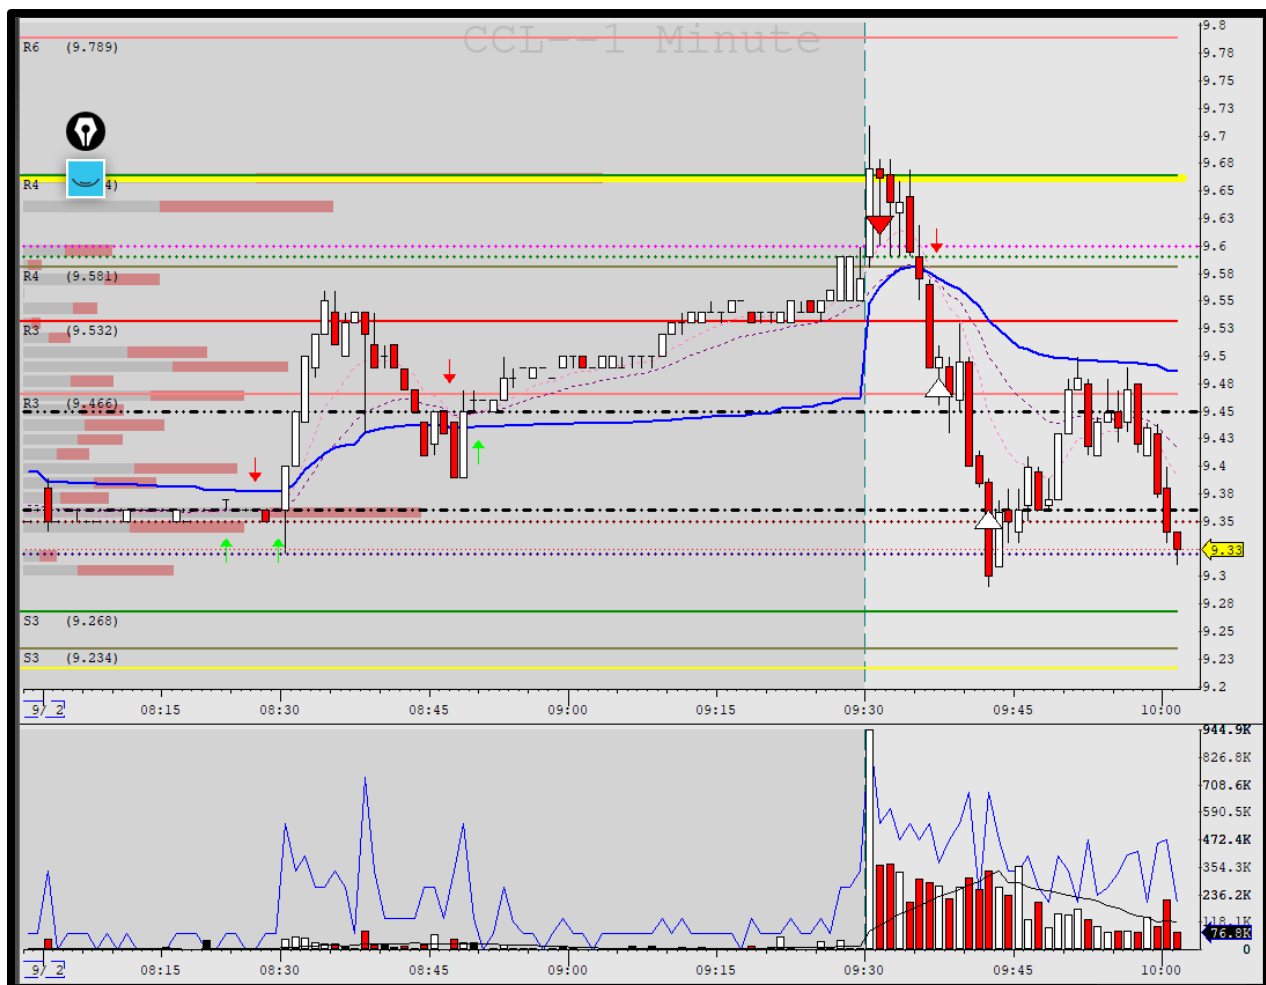 CCL--1 Minute
R6 (9.789)
R4 4)
R4 (9.581)
R3 (9.532)
R3 (9.466)
S3 (9.268)
S3 (9.234)
9.8
9.78
9.75
9.73
9.7
9.68
9.65
9.63
9.6
9.58
9.55
9.53
9.5
9.48
9.45
9.43
9.4
9.38
9.35
9.33
9.3
9.28
9.25
9.23
9.2
9/ 2 08:15 08:30 08:45 09:00 09:15 09:30 09:45 10:00
944.9K
826.8K
708.6K
590.5K
472.4K
354.3K
236.2K
118.1K
76.8K
0
9/ 2 08:15 08:30 08:45 09:00 09:15 09:30 09:45 10:00